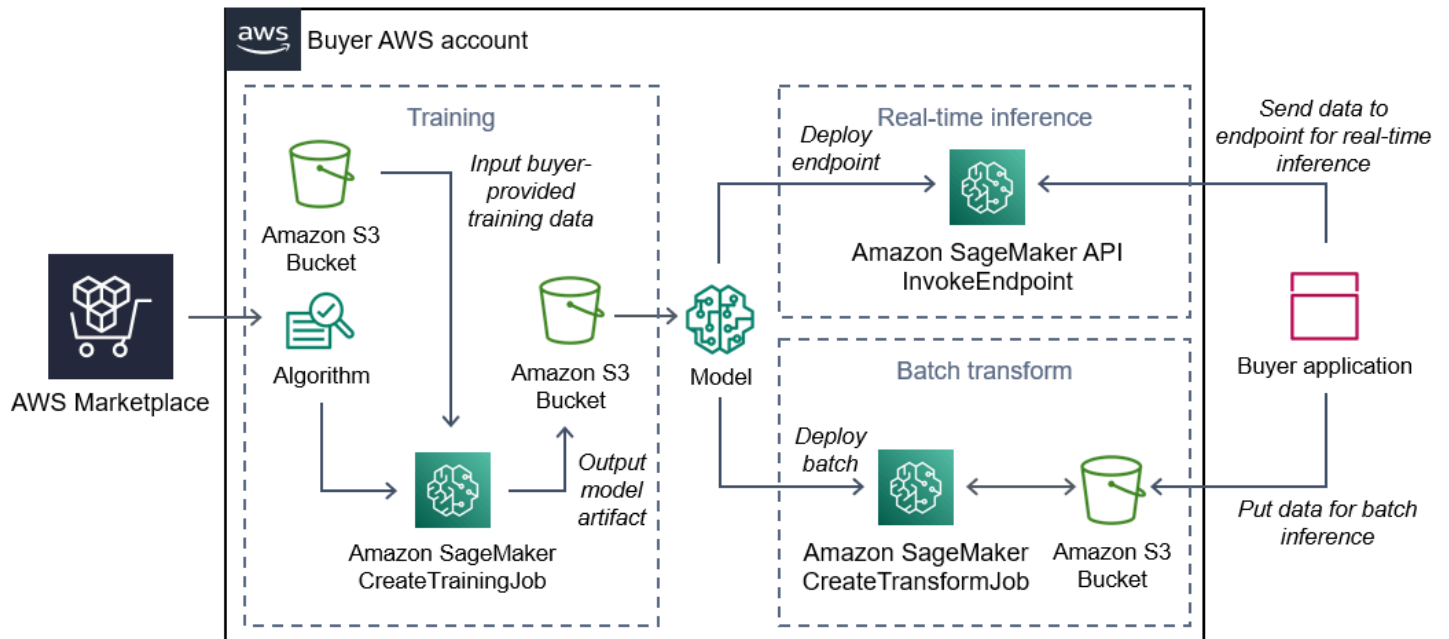 aws
Buyer AWS account
Training
Amazon S3
Bucket
Input buyer-
provided
training data
Algorithm
Amazon S3
Bucket
Amazon SageMaker
CreateTrainingJob
Output
model
artifact
AWS Marketplace
Model
Real-time inference
Deploy
endpoint
Amazon SageMaker API
InvokeEndpoint
Batch transform
Deploy
batch
Amazon SageMaker
CreateTransformJob
Amazon S3
Bucket
Send data to
endpoint for real-time
inference
Buyer application
Put data for batch
inference